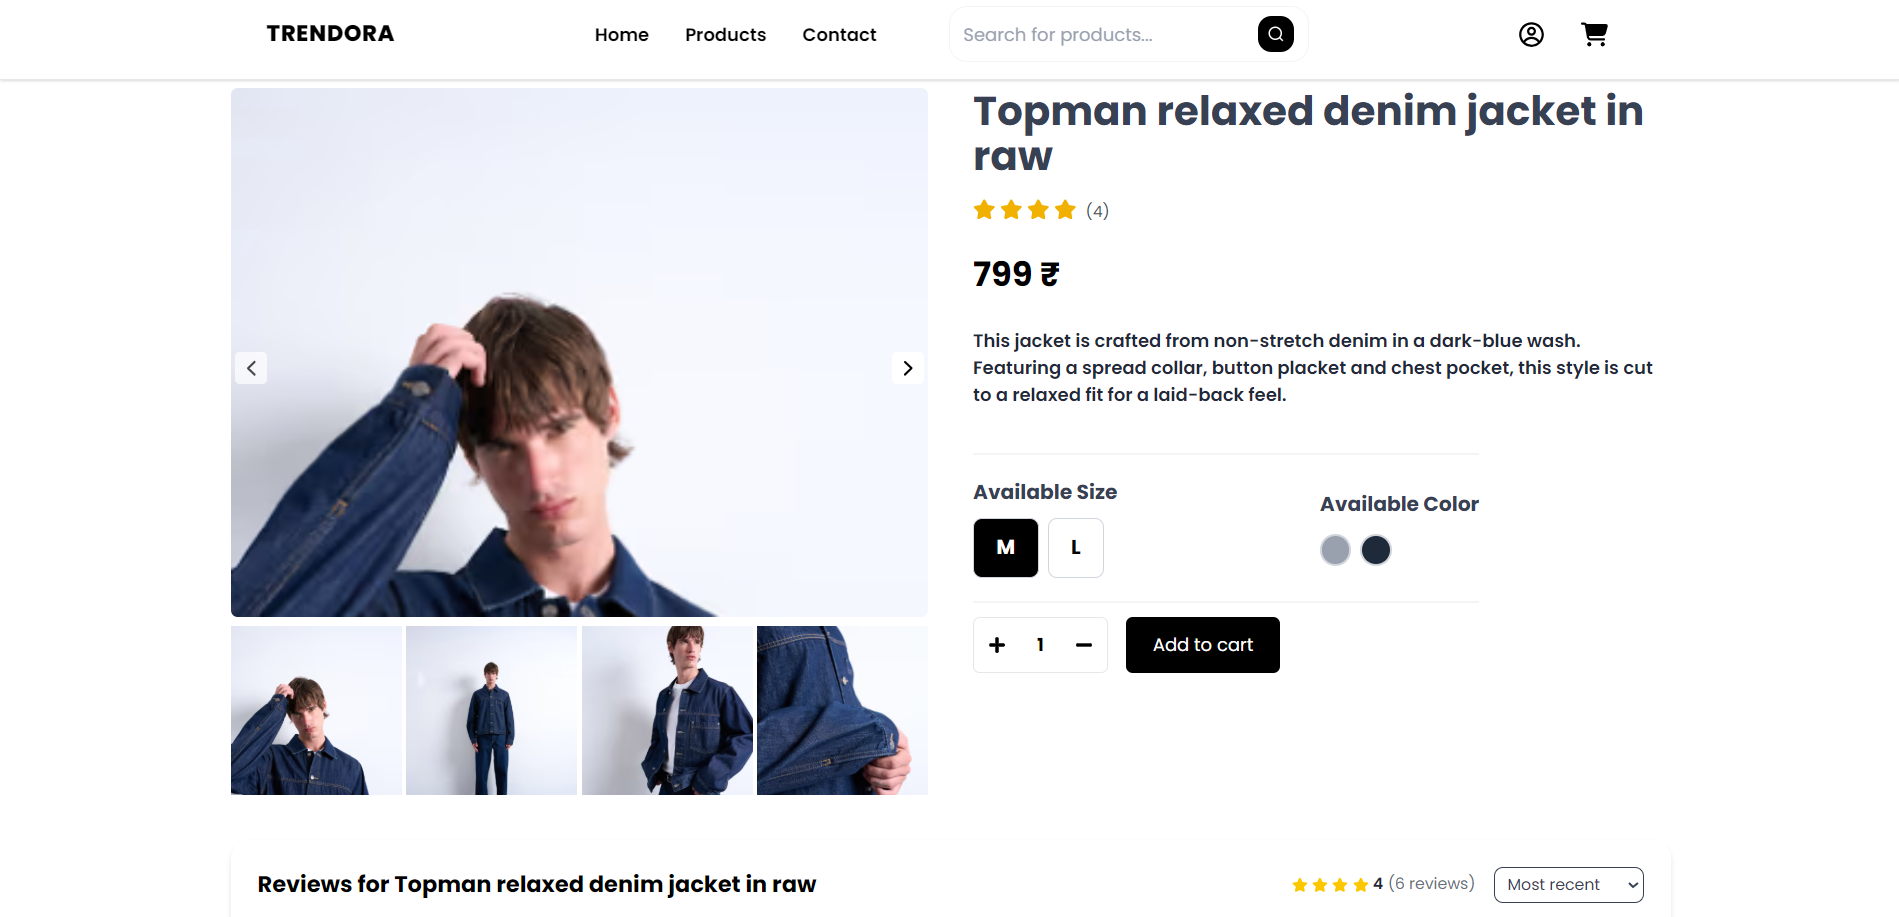 TRENDORA
Home
Products
Contact
Search for products...
Topman relaxed denim jacket in
raw
(4)
799 ₹
This jacket is crafted from non-stretch denim in a dark-blue wash.
Featuring a spread collar, button placket and chest pocket, this style is cut
to a relaxed fit for a laid-back feel.
Available Size
M
L
Available Color
1
Add to cart
Reviews for Topman relaxed denim jacket in raw
4 (6 reviews)
Most recent